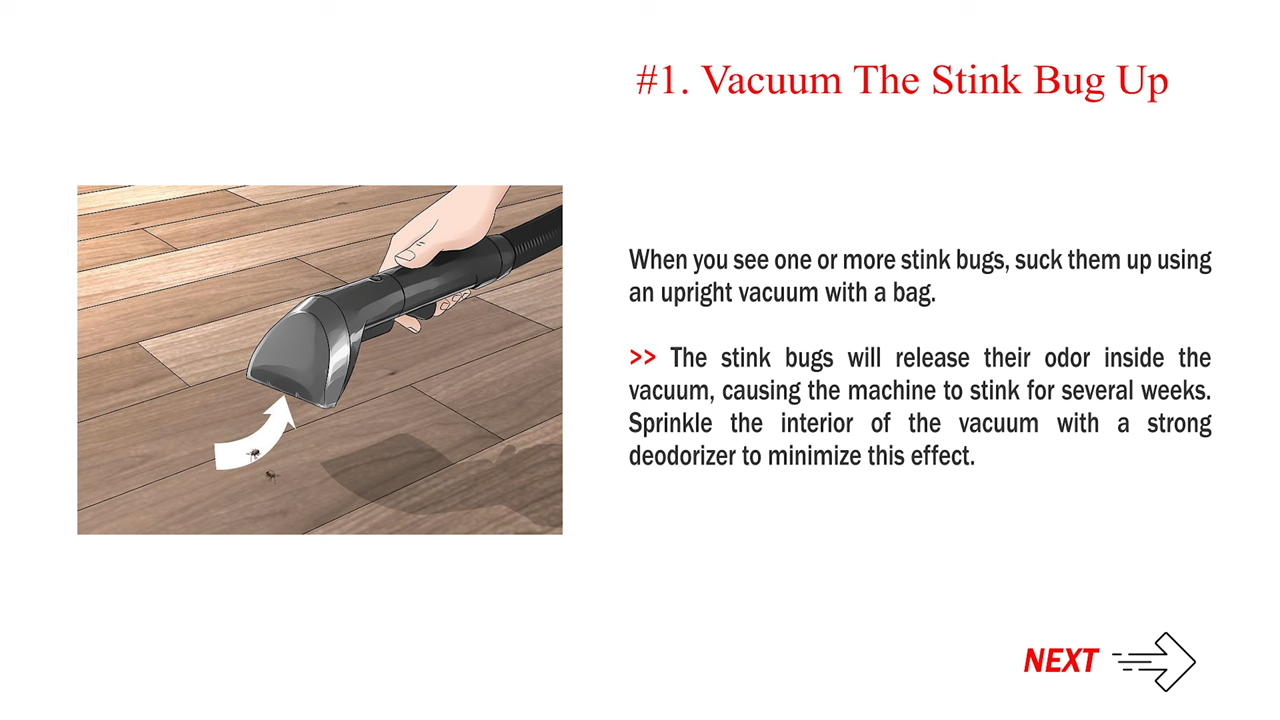 #1. Vacuum The Stink Bug Up
When you see one or more stink bugs, suck them up using
an upright vacuum with a bag.
>> The stink bugs will release their odor inside the
vacuum, causing the machine to stink for several weeks.
Sprinkle the interior of the vacuum with a strong
deodorizer to minimize this effect.
NEXT